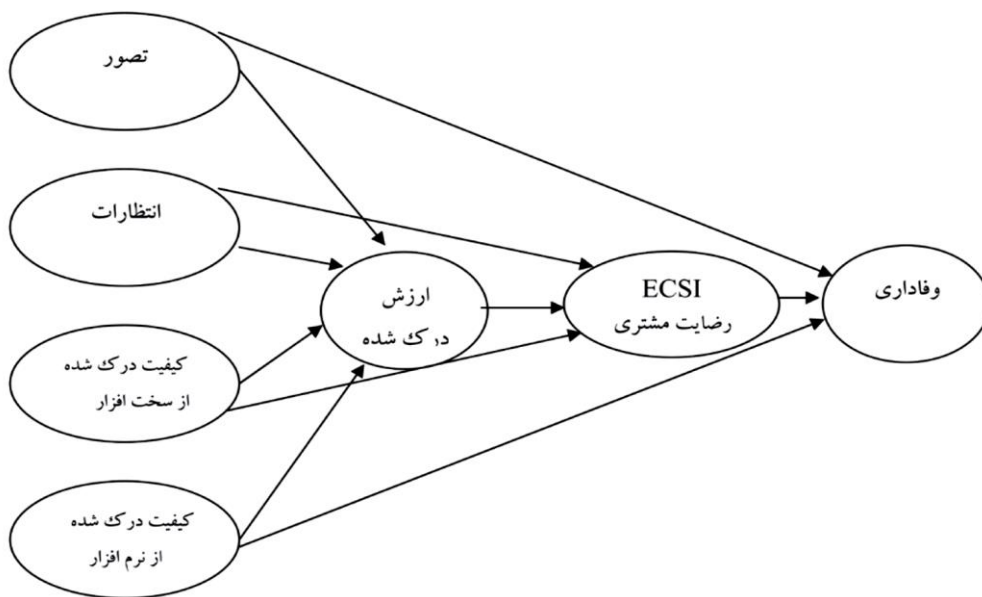 تصور
انتظارات
کیفیت درک شده
از سخت افزار
کیفیت درک شده
از نرم افزار
ارزش
درک شده
ECSI
رضایت مشتری
وفاداری